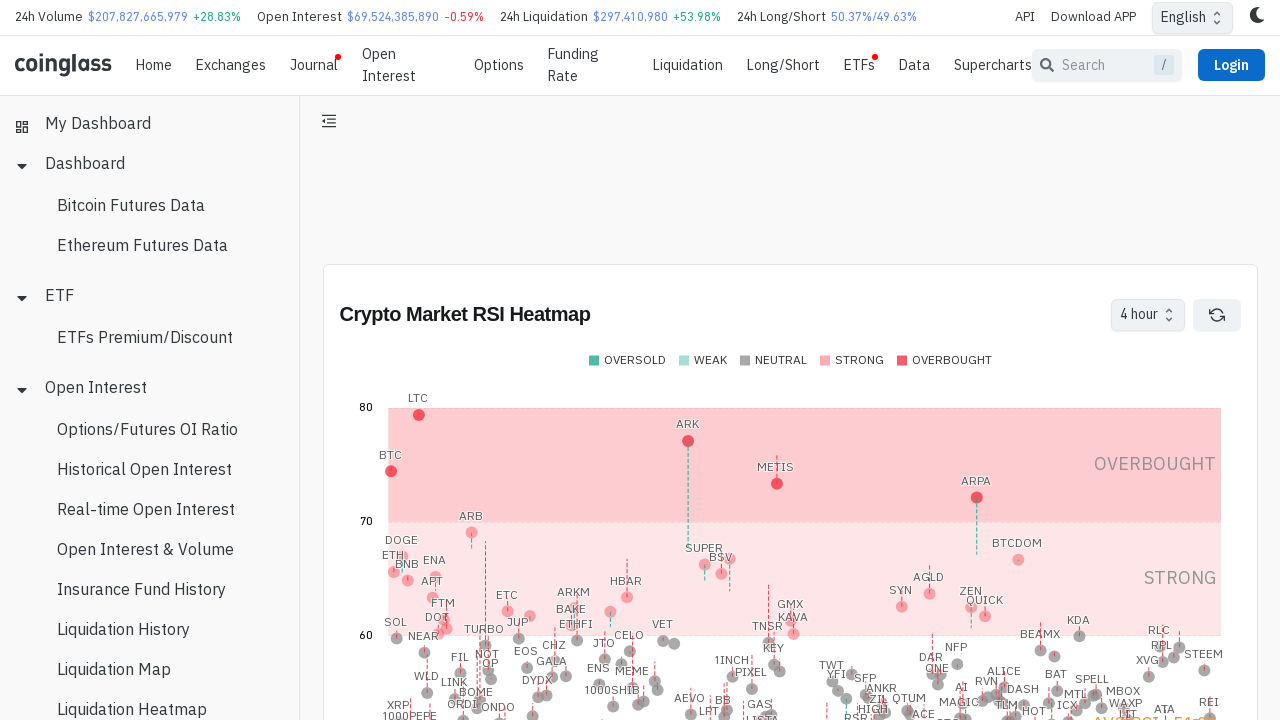 24h Volume $207,827,665,979 +28.83% Open Interest $69,524,385,890 -0.59% 24h Liquidation $297,410,980 +53.98% 24h Long/Short 50.37%/49.63% API Download APP English
coinglass Home Exchanges Journal Open Interest Options Funding Rate Liquidation Long/Short ETFs Data Supercharts Search / Login
My Dashboard
Dashboard
Bitcoin Futures Data
Ethereum Futures Data
ETF
ETFs Premium/Discount
Open Interest
Options/Futures OI Ratio
Historical Open Interest
Real-time Open Interest
Open Interest & Volume
Insurance Fund History
Liquidation History
Liquidation Map
Liquidation Heatmap
Crypto Market RSI Heatmap 4 hour
OVERSOLD WEAK NEUTRAL STRONG OVERBOUGHT
80
LTC
ARK
BTC
METIS
OVERBOUGHT
ARPA
70
ARB
DOGE
BTCDOM
SUPER
ETH
BSV
BNB
ENA
STRONG
APT
HBAR
AGLD
ARKM
SYN
ZEN
ETC
QUICK
FTM
GMX
BAKE
DOT
KAVA
SOL
JUP
ETHFI
VET
TNSR
KDA
TURBO
60
NEAR
CELO
BEAMX
RLC
JTO
CHZ
KEY
NFP
RPL
EOS
NOT
STEEM
FIL
OP
GALA
1INCH
DAR
XVG
TWT
ENS
MEME
PIXEL
YFI
ONE
ALICE
BAT
WLD
SFP
SPELL
LINK
DYDX
RVN
BOME
1000SHIB
ANKR
AI
DASH
MBOX
AEVO
BB
QTUM
MTL
XRP
ORDI
ONDO
GAS
MAGIC
TLM
ICX
WAXP
REI
LPT
HIGH
HOT
ATA
1000PEPE
ACE